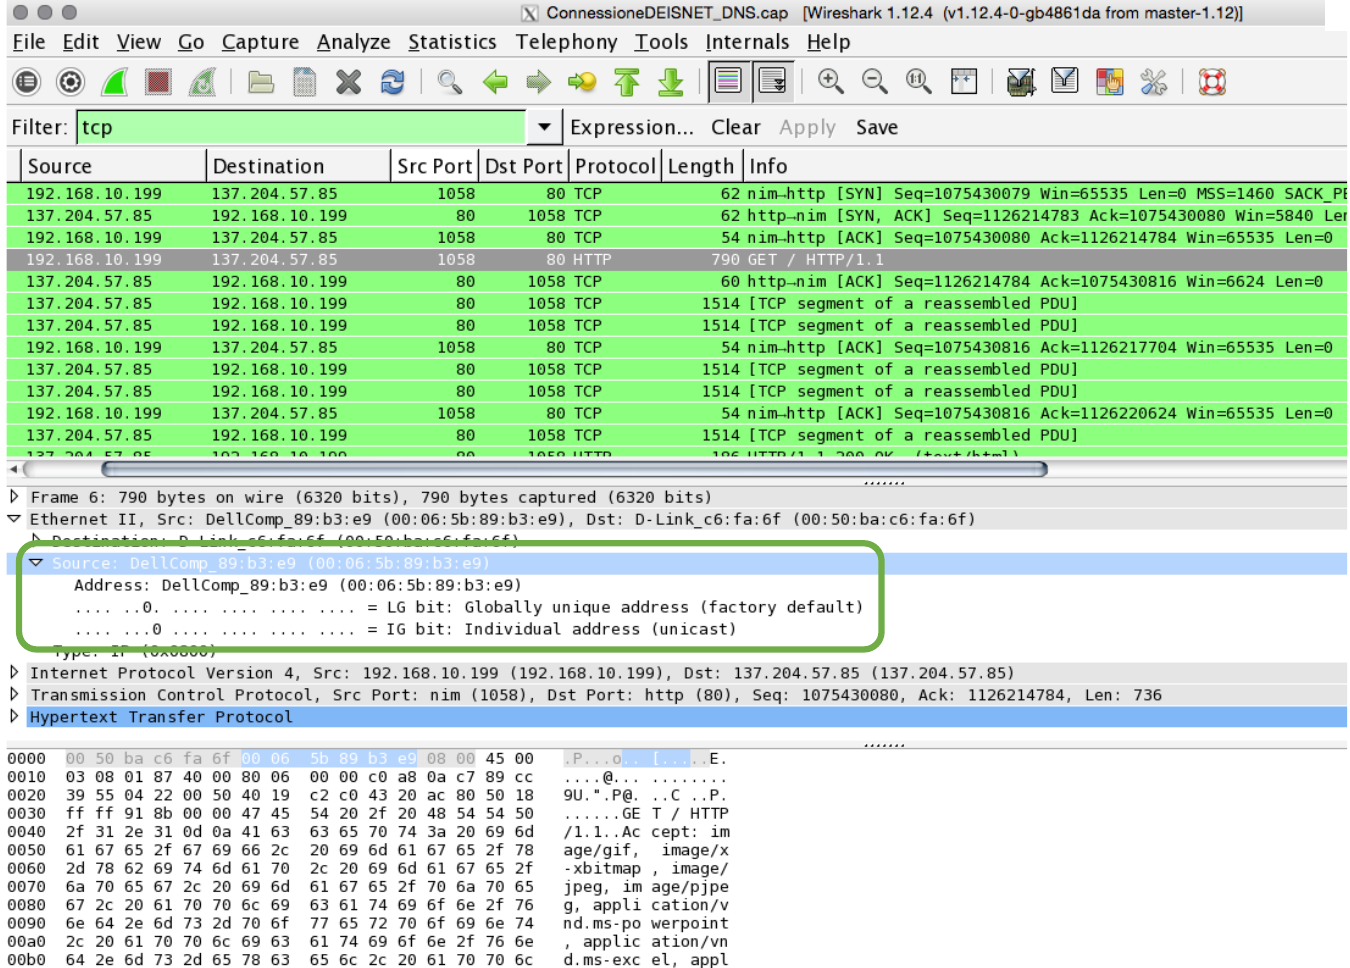 ConnessioneDEISNET_DNS.cap [Wireshark 1.12.4 (v1.12.4-0-gb4861da from master-1.12)]
File Edit View Go Capture Analyze Statistics Telephony Tools Internals Help
Filter: tcp Expression... Clear Apply Save
Source Destination Src Port Dst Port Protocol Length Info
192.168.10.199 137.204.57.85 1058 80 TCP 62 nim→http [SYN] Seq=1075430079 Win=65535 Len=0 MSS=1460 SACK_PE
137.204.57.85 192.168.10.199 80 1058 TCP 62 http→nim [SYN, ACK] Seq=1126214783 Ack=1075430080 Win=5840 Len
192.168.10.199 137.204.57.85 1058 80 TCP 54 nim→http [ACK] Seq=1075430080 Ack=1126214784 Win=65535 Len=0
192.168.10.199 137.204.57.85 1058 80 HTTP 790 GET / HTTP/1.1
137.204.57.85 192.168.10.199 80 1058 TCP 60 http→nim [ACK] Seq=1126214784 Ack=1075430816 Win=6624 Len=0
137.204.57.85 192.168.10.199 80 1058 TCP 1514 [TCP segment of a reassembled PDU]
137.204.57.85 192.168.10.199 80 1058 TCP 1514 [TCP segment of a reassembled PDU]
192.168.10.199 137.204.57.85 1058 80 TCP 54 nim→http [ACK] Seq=1075430816 Ack=1126217704 Win=65535 Len=0
137.204.57.85 192.168.10.199 80 1058 TCP 1514 [TCP segment of a reassembled PDU]
137.204.57.85 192.168.10.199 80 1058 TCP 1514 [TCP segment of a reassembled PDU]
192.168.10.199 137.204.57.85 1058 80 TCP 54 nim→http [ACK] Seq=1075430816 Ack=1126220624 Win=65535 Len=0
137.204.57.85 192.168.10.199 80 1058 TCP 1514 [TCP segment of a reassembled PDU]
137.204.57.85 192.168.10.199 80 1058 HTTP 186 HTTP/1.1 200 OK (text/html)
Frame 6: 790 bytes on wire (6320 bits), 790 bytes captured (6320 bits)
Ethernet II, Src: DellComp_89:b3:e9 (00:06:5b:89:b3:e9), Dst: D-Link_c6:fa:6f (00:50:ba:c6:fa:6f)
Destination: D-Link_c6:fa:6f (00:50:ba:c6:fa:6f)
Source: DellComp_89:b3:e9 (00:06:5b:89:b3:e9)
Address: DellComp_89:b3:e9 (00:06:5b:89:b3:e9)
.... ..0. .... .... .... .... = LG bit: Globally unique address (factory default)
.... ...0 .... .... .... .... = IG bit: Individual address (unicast)
Type: IP (0x0800)
Internet Protocol Version 4, Src: 192.168.10.199 (192.168.10.199), Dst: 137.204.57.85 (137.204.57.85)
Transmission Control Protocol, Src Port: nim (1058), Dst Port: http (80), Seq: 1075430080, Ack: 1126214784, Len: 736
Hypertext Transfer Protocol
0000 00 50 ba c6 fa 6f 00 06 5b 89 b3 e9 08 00 45 00 .P...o.. [.....E.
0010 03 08 01 87 40 00 80 06 00 00 c0 a8 0a c7 89 cc ....@... ........
0020 39 55 04 22 00 50 40 19 c2 c0 43 20 ac 80 50 18 9U.".P@. ..C ..P.
0030 ff ff 91 8b 00 00 47 45 54 20 2f 20 48 54 54 50 ......GE T / HTTP
0040 2f 31 2e 31 0d 0a 41 63 63 65 70 74 3a 20 69 6d /1.1..Ac cept: im
0050 61 67 65 2f 67 69 66 2c 20 69 6d 61 67 65 2f 78 age/gif, image/x
0060 2d 78 62 69 74 6d 61 70 2c 20 69 6d 61 67 65 2f -xbitmap , image/
0070 6a 70 65 67 2c 20 69 6d 61 67 65 2f 70 6a 70 65 jpeg, im age/pjpe
0080 67 2c 20 61 70 70 6c 69 63 61 74 69 6f 6e 2f 76 g, appli cation/v
0090 6e 64 2e 6d 73 2d 70 6f 77 65 72 70 6f 69 6e 74 nd.ms-po werpoint
00a0 2c 20 61 70 70 6c 69 63 61 74 69 6f 6e 2f 76 6e , applic ation/vn
00b0 64 2e 6d 73 2d 65 78 63 65 6c 2c 20 61 70 70 6c d.ms-exc el, appl